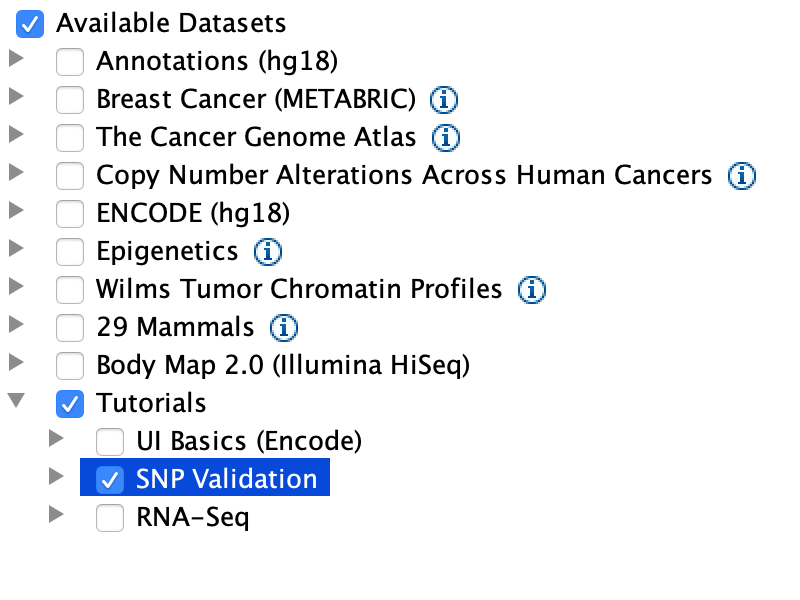 Available Datasets
Annotations (hg18)
Breast Cancer (METABRIC)
The Cancer Genome Atlas
Copy Number Alterations Across Human Cancers
ENCODE (hg18)
Epigenetics
Wilms Tumor Chromatin Profiles
29 Mammals
Body Map 2.0 (Illumina HiSeq)
Tutorials
UI Basics (Encode)
SNP Validation
RNA-Seq